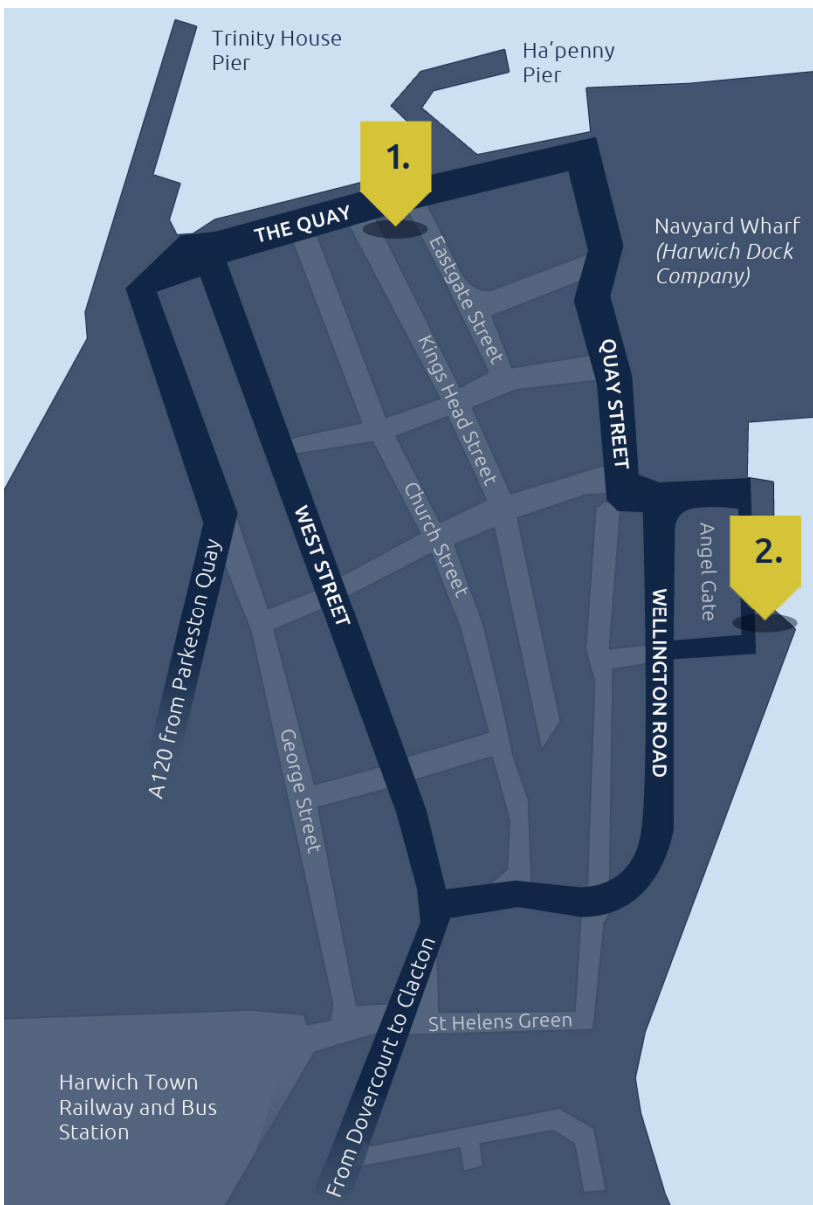 Trinity House
Pier
Ha'penny
Pier
1.
THE QUAY
Navyard Wharf
(Harwich Dock
Company)
Eastgate Street
Kings Head Street
QUAY STREET
Church Street
WEST STREET
Angel Gate
2.
A120 from Parkeston Quay
WELLINGTON ROAD
George Street
From Dovercourt to Clacton
St Helens Green
Harwich Town
Railway and Bus
Station